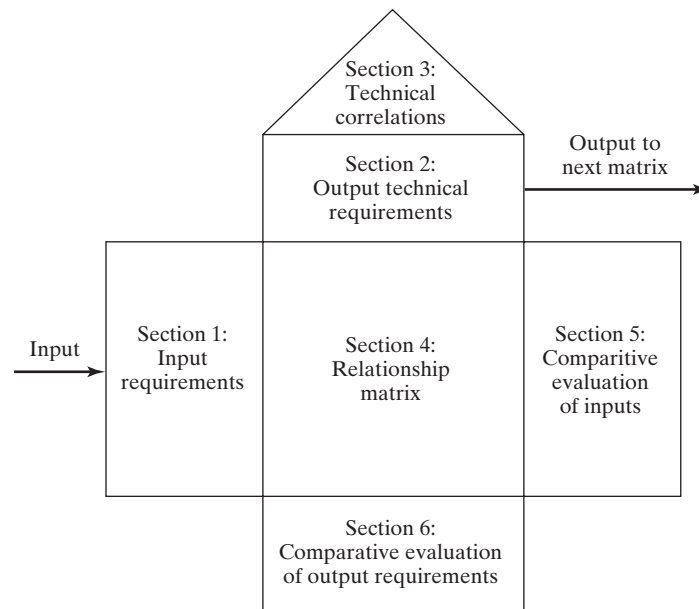 Section 3:
Technical
correlations
Section 2:
Output technical
requirements
Output to
next matrix
Input
Section 1:
Input
requirements
Section 4:
Relationship
matrix
Section 5:
Comparitive
evaluation
of inputs
Section 6:
Comparative evaluation
of output requirements